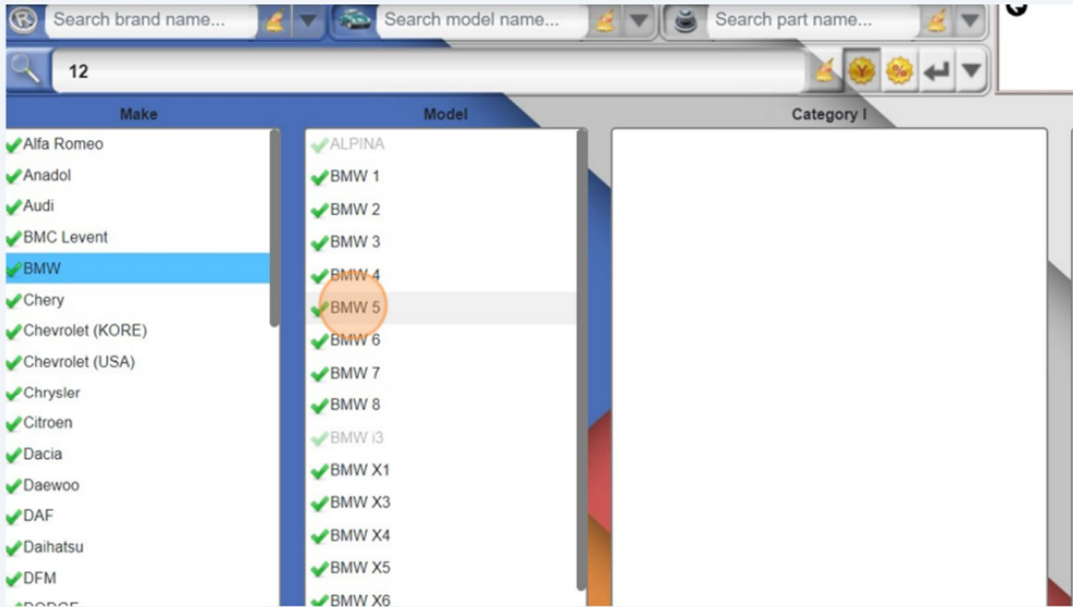 R Search brand name... Search model name... Search part name...
12 Y %
Make Model Category I
Alfa Romeo
Anadol
Audi
BMC Levent
BMW
Chery
Chevrolet (KORE)
Chevrolet (USA)
Chrysler
Citroen
Dacia
Daewoo
DAF
Daihatsu
DFM
DODGE
ALPINA
BMW 1
BMW 2
BMW 3
BMW 4
BMW 5
BMW 6
BMW 7
BMW 8
BMW i3
BMW X1
BMW X3
BMW X4
BMW X5
BMW X6